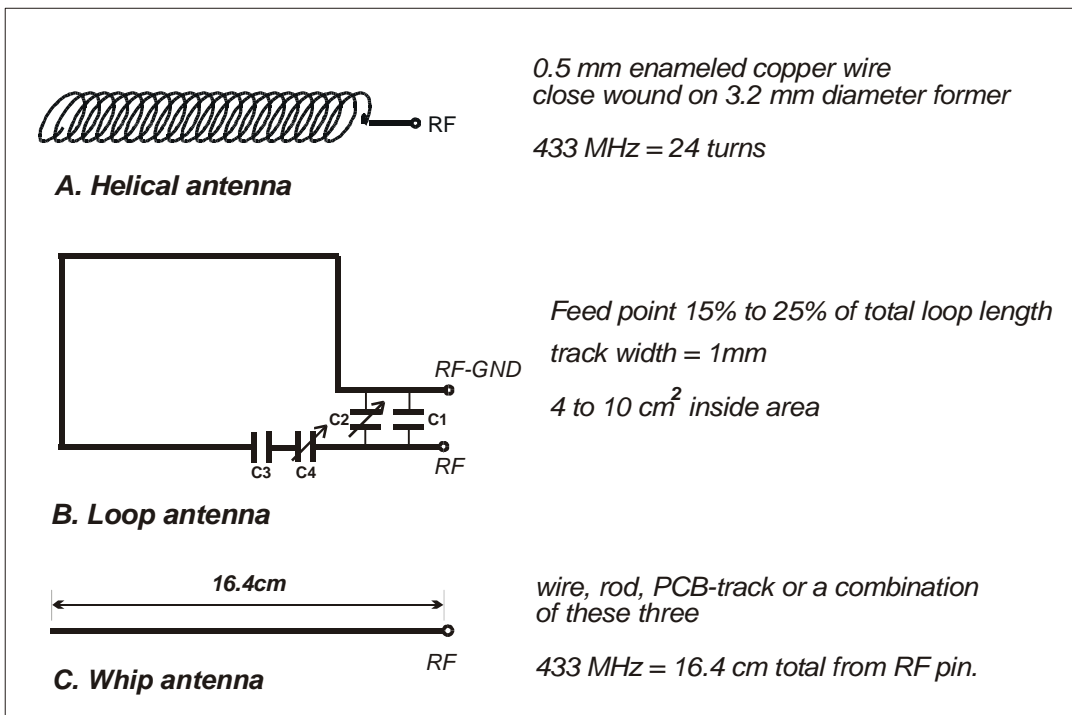 0.5 mm enameled copper wire
close wound on 3.2 mm diameter former
RF
433 MHz = 24 turns
A. Helical antenna
Feed point 15% to 25% of total loop length
track width = 1mm
RF-GND
4 to 10 cm² inside area
C2
C1
RF
C3
C4
B. Loop antenna
16.4cm
wire, rod, PCB-track or a combination
of these three
RF
433 MHz = 16.4 cm total from RF pin.
C. Whip antenna